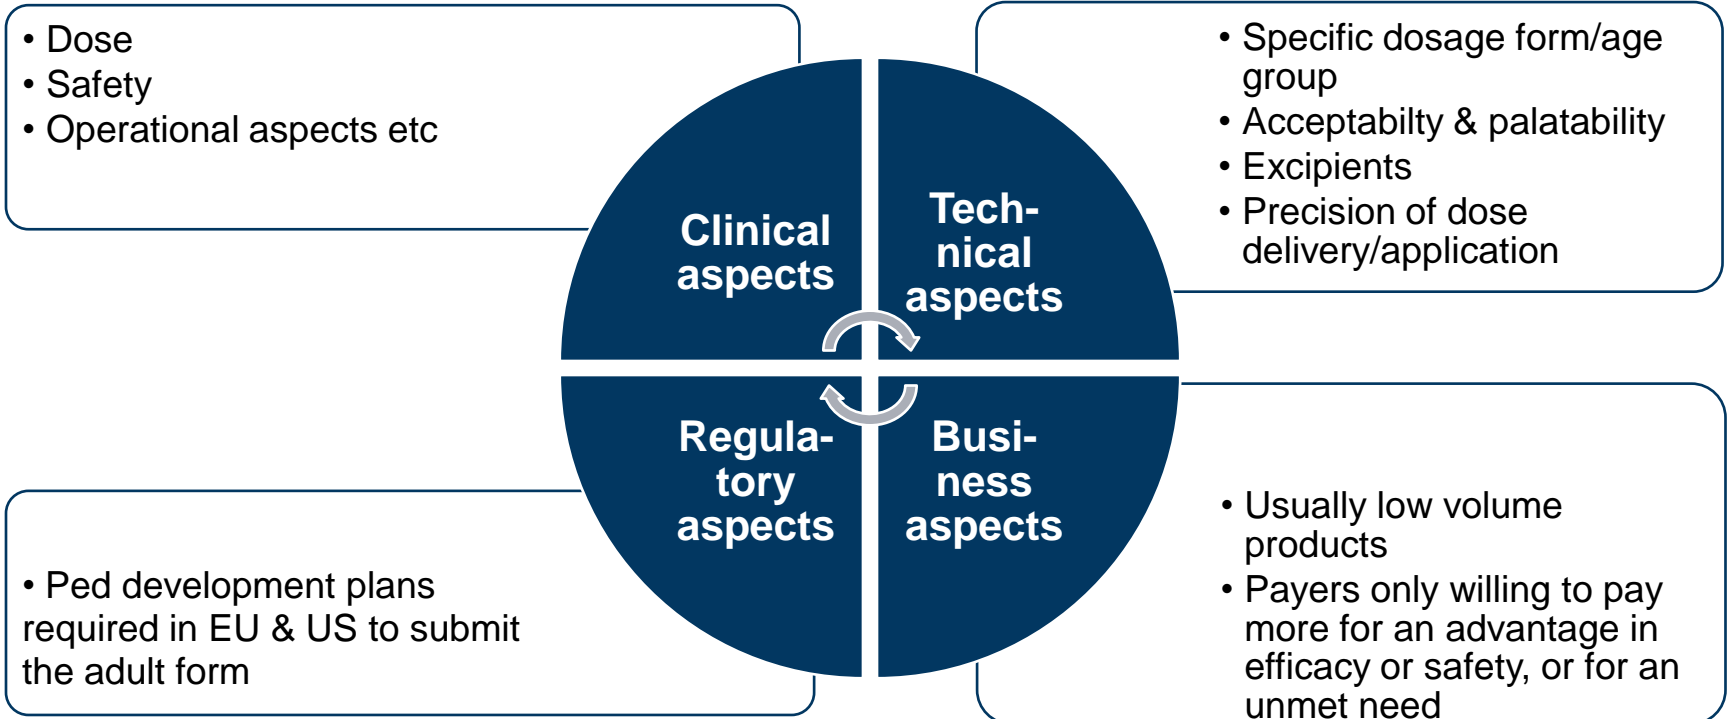 • Dose
• Safety
• Operational aspects etc
Clinical
aspects
Tech-
nical
aspects
• Specific dosage form/age
group
• Acceptabilty & palatability
• Excipients
• Precision of dose
delivery/application
• Ped development plans
required in EU & US to submit
the adult form
Regula-
tory
aspects
Busi-
ness
aspects
• Usually low volume
products
• Payers only willing to pay
more for an advantage in
efficacy or safety, or for an
unmet need